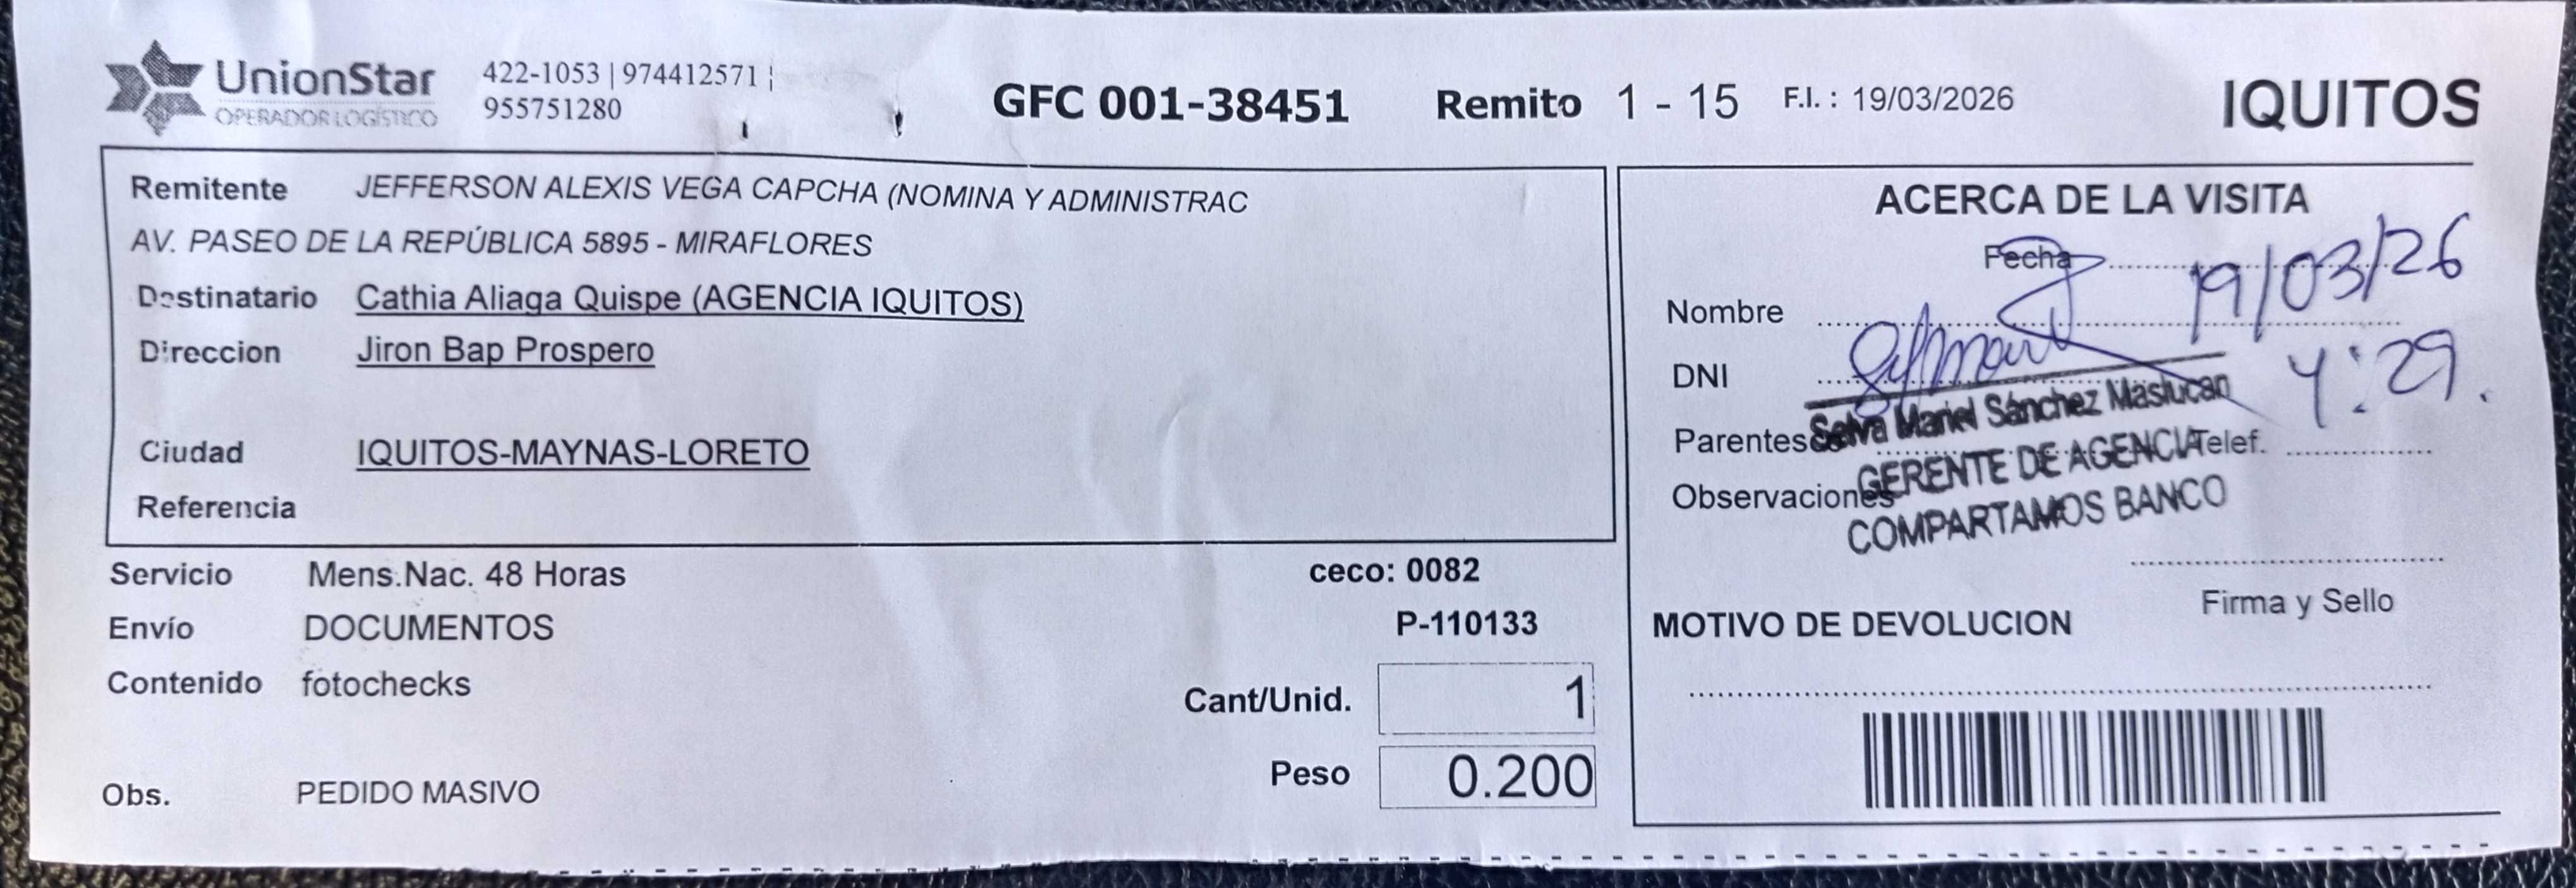 UnionStar
OPERADOR LOGÍSTICO
422-1053 | 974412571 ¦
955751280
GFC 001-38451 Remito 1 - 15 F.I. : 19/03/2026 IQUITOS
Remitente JEFFERSON ALEXIS VEGA CAPCHA (NOMINA Y ADMINISTRAC
AV. PASEO DE LA REPÚBLICA 5895 - MIRAFLORES
Destinatario Cathia Aliaga Quispe (AGENCIA IQUITOS)
Direccion Jiron Bap Prospero
Ciudad IQUITOS-MAYNAS-LORETO
Referencia
Servicio Mens.Nac. 48 Horas ceco: 0082
Envío DOCUMENTOS P-110133
Contenido fotochecks
Cant/Unid. 1
Peso 0.200
Obs. PEDIDO MASIVO
ACERCA DE LA VISITA
Fecha 19/03/26
Nombre
DNI 4:29.
Selva Mariel Sánchez Maslucan
Parentesco Telef.
GERENTE DE AGENCIA
Observaciones
COMPARTAMOS BANCO
Firma y Sello
MOTIVO DE DEVOLUCION